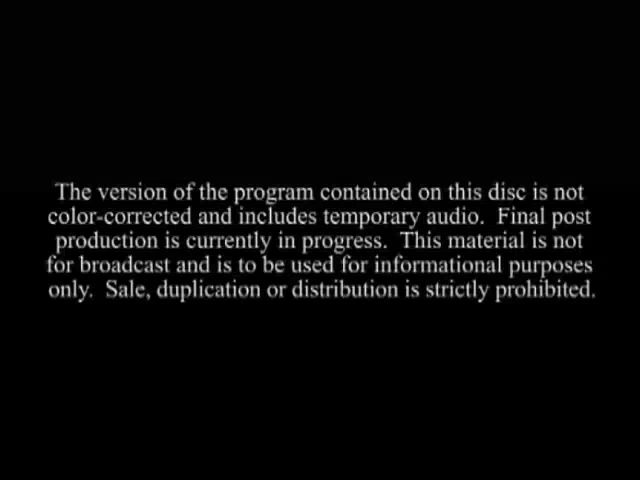 The version of the program contained on this disc is not
color-corrected and includes temporary audio.  Final post
production is currently in progress.  This material is not
for broadcast and is to be used for informational purposes
only.  Sale, duplication or distribution is strictly prohibited.